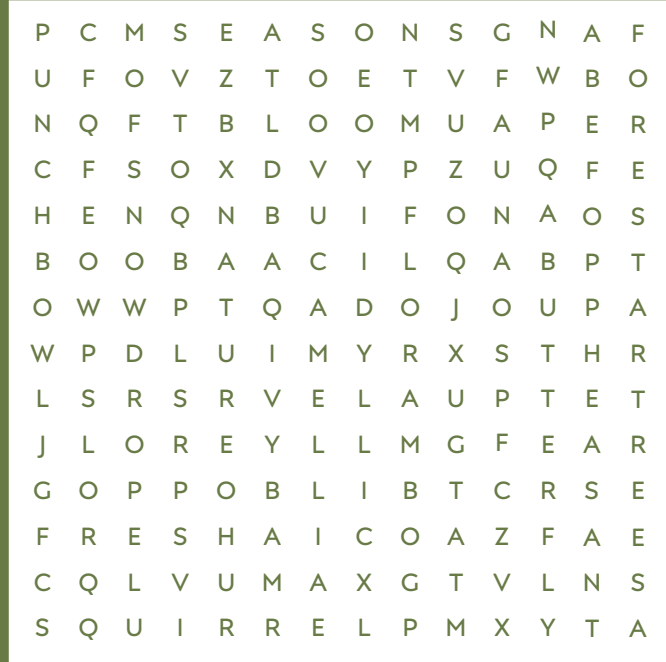 P C M S E A S O N S G N A F
U F O V Z T O E T V F W B O
N Q F T B L O O M U A P E R
C F S O X D V Y P Z U Q F E
H E N Q N B U I F O N A O S
B O O B A A C I L Q A B P T
O W W P T Q A D O J O U P A
W P D L U I M Y R X S T H R
L S R S R V E L A U P T E T
J L O R E Y L L M G F E A R
G O P P O B L I B T C R S E
F R E S H A I C O A Z F A E
C Q L V U M A X G T V L N S
S Q U I R R E L P M X Y T A